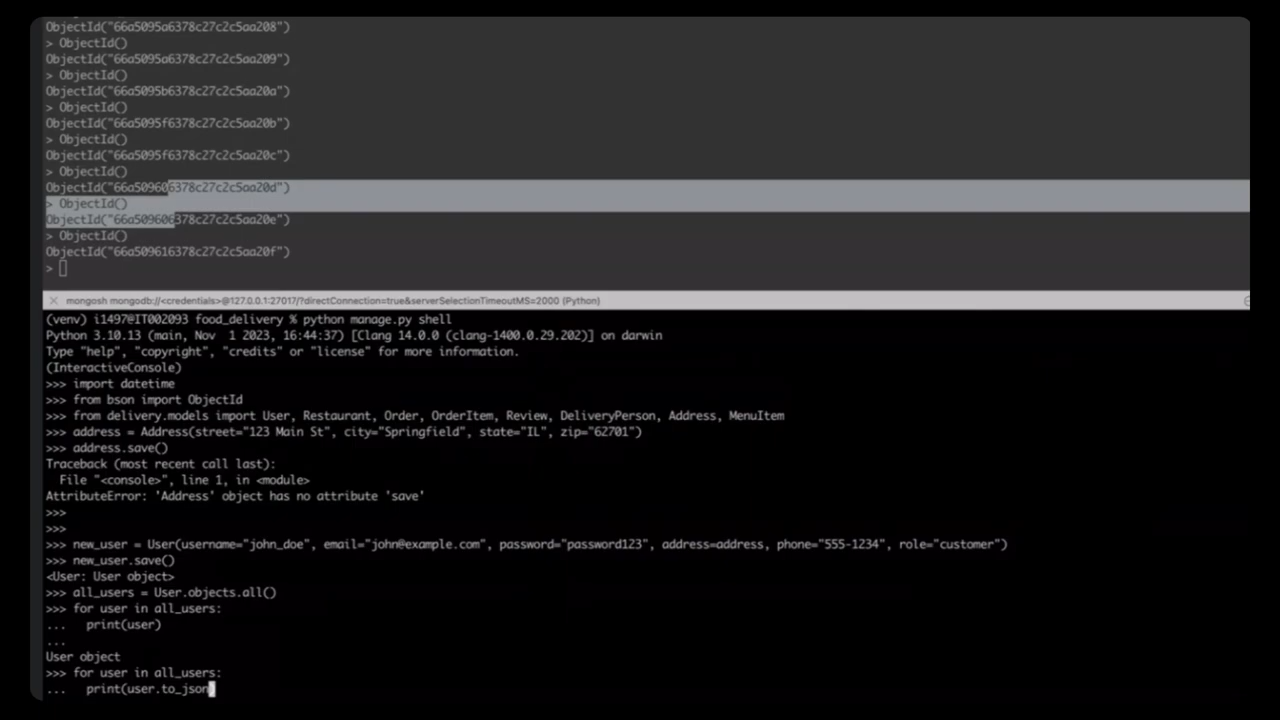 ObjectId("66a5095a6378c27c2c5aa208")
> ObjectId()
ObjectId("66a5095a6378c27c2c5aa209")
> ObjectId()
ObjectId("66a5095b6378c27c2c5aa20a")
> ObjectId()
ObjectId("66a5095f6378c27c2c5aa20b")
> ObjectId()
ObjectId("66a5095f6378c27c2c5aa20c")
> ObjectId()
ObjectId("66a509606378c27c2c5aa20d")
> ObjectId()
ObjectId("66a509606378c27c2c5aa20e")
> ObjectId()
ObjectId("66a509616378c27c2c5aa20f")
>
mongosh mongodb://<credentials>@127.0.0.1:27017/?directConnection=true&serverSelectionTimeoutMS=2000 (Python)
(venv) i1497@IT002093 food_delivery % python manage.py shell
Python 3.10.13 (main, Nov  1 2023, 16:44:37) [Clang 14.0.0 (clang-1400.0.29.202)] on darwin
Type "help", "copyright", "credits" or "license" for more information.
(InteractiveConsole)
>>> import datetime
>>> from bson import ObjectId
>>> from delivery.models import User, Restaurant, Order, OrderItem, Review, DeliveryPerson, Address, MenuItem
>>> address = Address(street="123 Main St", city="Springfield", state="IL", zip="62701")
>>> address.save()
Traceback (most recent call last):
  File "<console>", line 1, in <module>
AttributeError: 'Address' object has no attribute 'save'
>>>
>>>
>>> new_user = User(username="john_doe", email="john@example.com", password="password123", address=address, phone="555-1234", role="customer")
>>> new_user.save()
<User: User object>
>>> all_users = User.objects.all()
>>> for user in all_users:
...   print(user)
...
User object
>>> for user in all_users:
...   print(user.to_json)